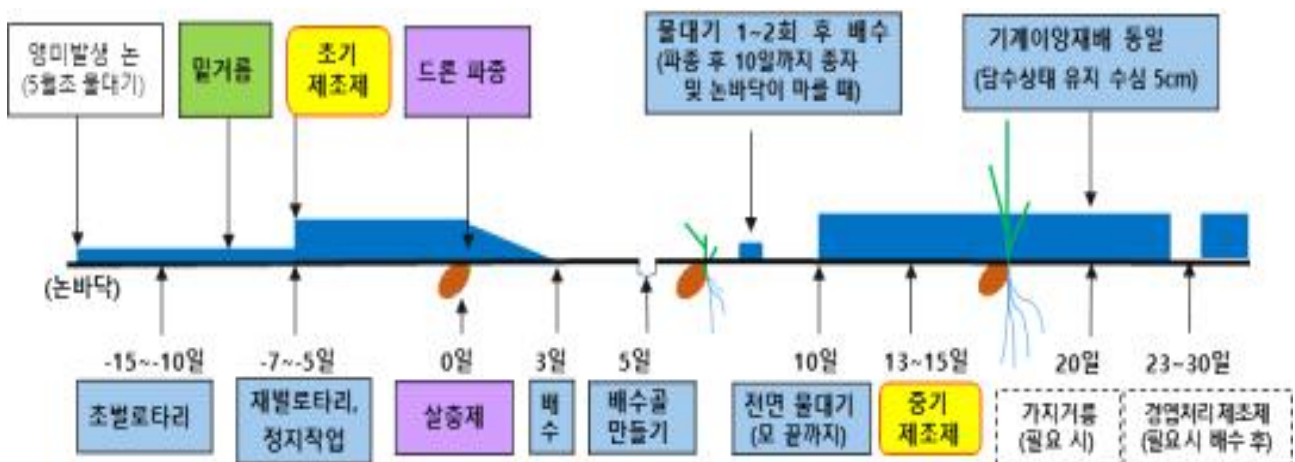 앵미발생 논
(5월초 물대기)
밑거름
초기
제초제
드론 파종
물대기 1~2회 후 배수
(파종 후 10일까지 종자
및 논바닥이 마를 때)
기계이앙재배 동일
(담수상태 유지 수심 5cm)
(논바닥)
-15~-10일
-7~-5일
0일
3일
5일
10일
13~15일
20일
23~30일
초벌로타리
재벌로타리,
정지작업
살충제
배
수
배수골
만들기
전면 물대기
(모 끝까지)
중기
제초제
가지거름
(필요 시)
경엽처리 제초제
(필요시 배수 후)